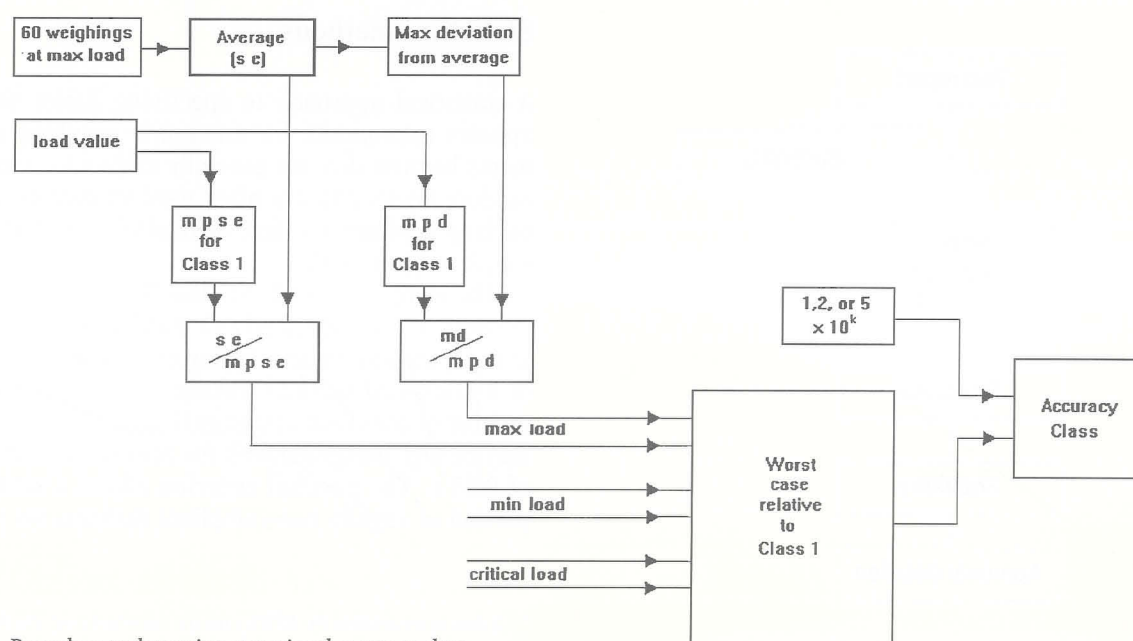 60 weighings
at max load
Average
(s e)
Max deviation
from average
load value
m p s e
for
Class 1
m p d
for
Class 1
s e
m p s e
md
m p d
1,2, or 5
× 10ᵏ
max load
min load
critical load
Worst
case
relative
to
Class 1
Accuracy
Class